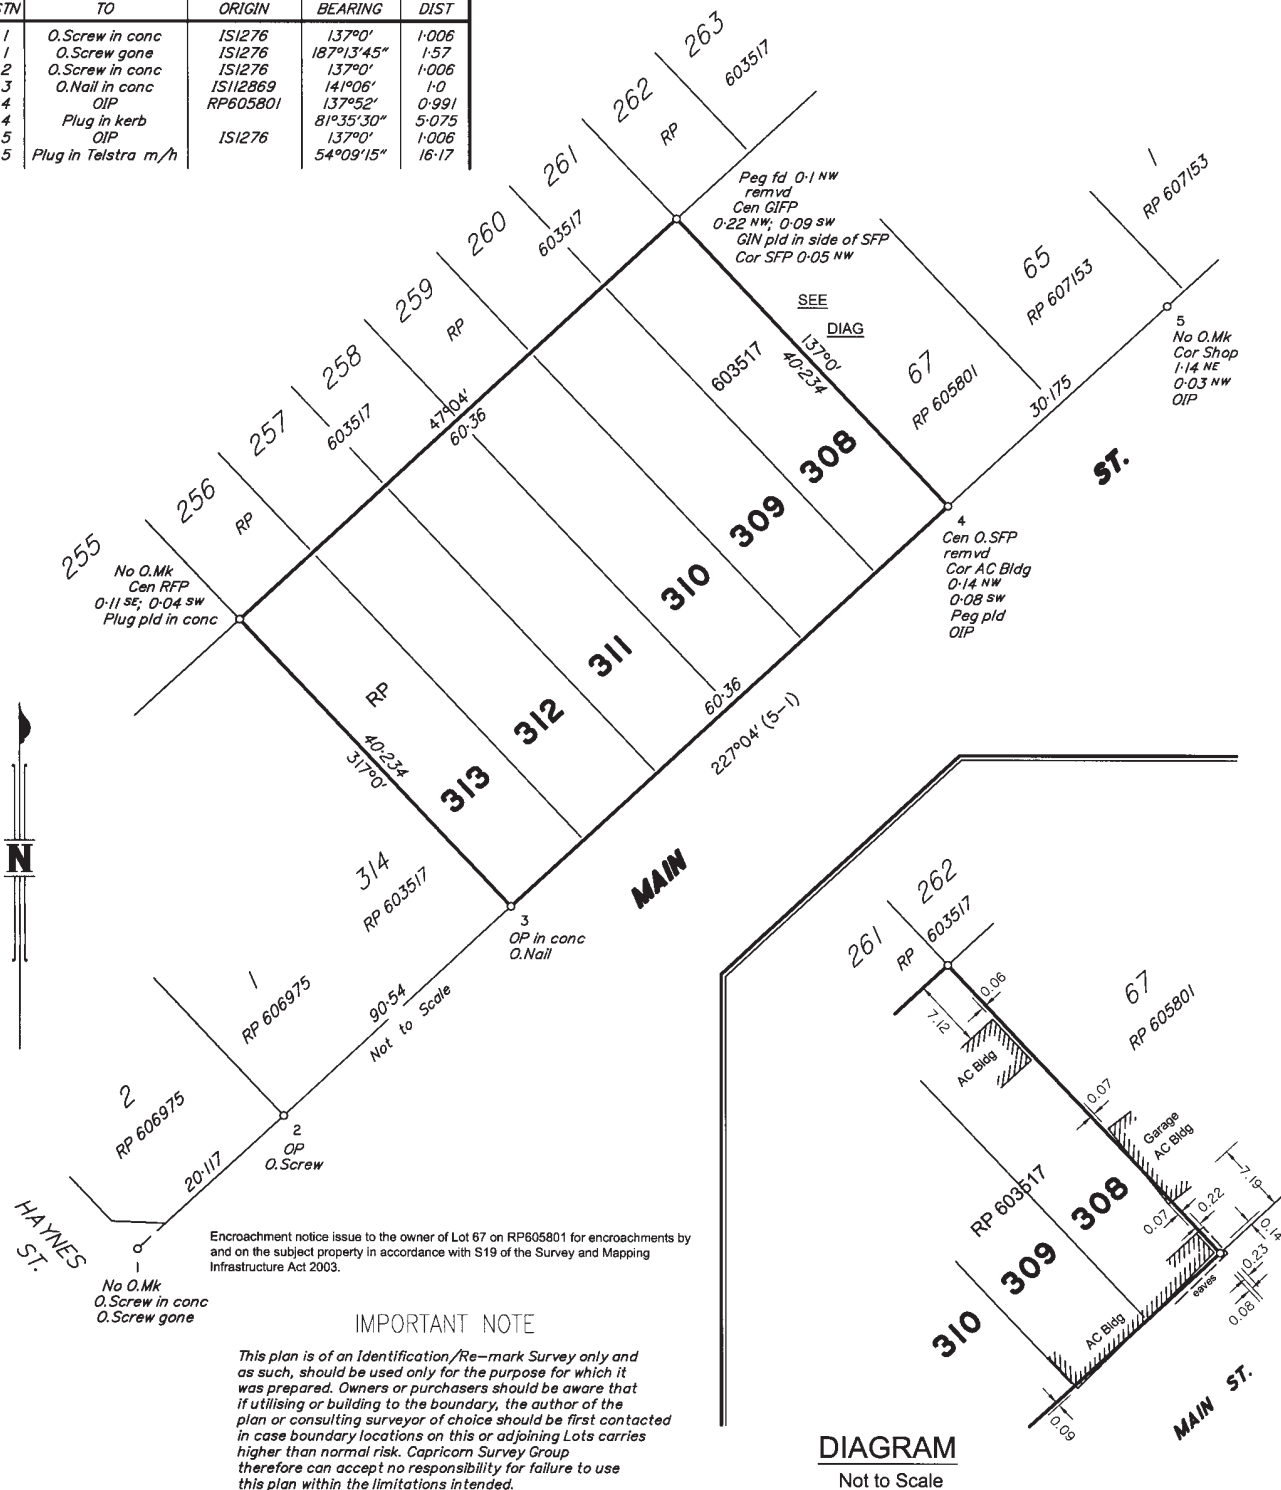 STN TO ORIGIN BEARING DIST
1 O.Screw in conc IS1276 137°0' 1·006
1 O.Screw gone IS1276 187°13'45" 1·57
2 O.Screw in conc IS1276 137°0' 1·006
3 O.Nail in conc IS112869 141°06' 1·0
4 OIP RP605801 137°52' 0·991
4 Plug in kerb 81°35'30" 5·075
5 OIP IS1276 137°0' 1·006
5 Plug in Telstra m/h 54°09'15" 16·17
263
603517
262
RP
261
260
603517
259
RP
258
257
603517
256
RP
255
Peg fd 0·1 NW
remvd
Cen GIFP
0·22 NW; 0·09 SW
GIN pld in side of SFP
Cor SFP 0·05 NW
1
RP 607153
65
RP 607153
SEE
DIAG
137°0'
40·234
67
RP 605801
30·175
5
No O.Mk
Cor Shop
1·14 NE
0·03 NW
OIP
47°04'
60·36
603517
308
309
310
311
312
313
RP
ST.
4
Cen O.SFP
remvd
Cor AC Bldg
0·14 NW
0·08 SW
Peg pld
OIP
No O.Mk
Cen RFP
0·11 SE; 0·04 SW
Plug pld in conc
40·234
317°0'
60·36
227°04' (5-1)
N
MAIN
314
RP 603517
3
OP in conc
O.Nail
1
RP 606975
90·54
Not to Scale
2
RP 606975
2
OP
O.Screw
20·117
HAYNES
ST.
1
No O.Mk
O.Screw in conc
O.Screw gone
Encroachment notice issue to the owner of Lot 67 on RP605801 for encroachments by
and on the subject property in accordance with S19 of the Survey and Mapping
Infrastructure Act 2003.
IMPORTANT NOTE
This plan is of an Identification/Re-mark Survey only and
as such, should be used only for the purpose for which it
was prepared. Owners or purchasers should be aware that
if utilising or building to the boundary, the author of the
plan or consulting surveyor of choice should be first contacted
in case boundary locations on this or adjoining Lots carries
higher than normal risk. Capricorn Survey Group
therefore can accept no responsibility for failure to use
this plan within the limitations intended.
262
603517
261
RP
0.06
7.12
AC Bldg
67
RP 605801
0.07
Garage
AC Bldg
RP 603517
308
309
310
0.07
0.22
7.19
0.14
0.23
0.08
eaves
AC Bldg
0.09
MAIN ST.
DIAGRAM
Not to Scale